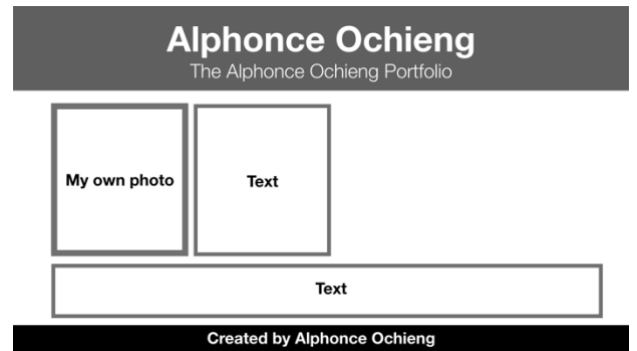 Alphonce Ochieng
The Alphonce Ochieng Portfolio
My own photo
Text
Text
Created by Alphonce Ochieng